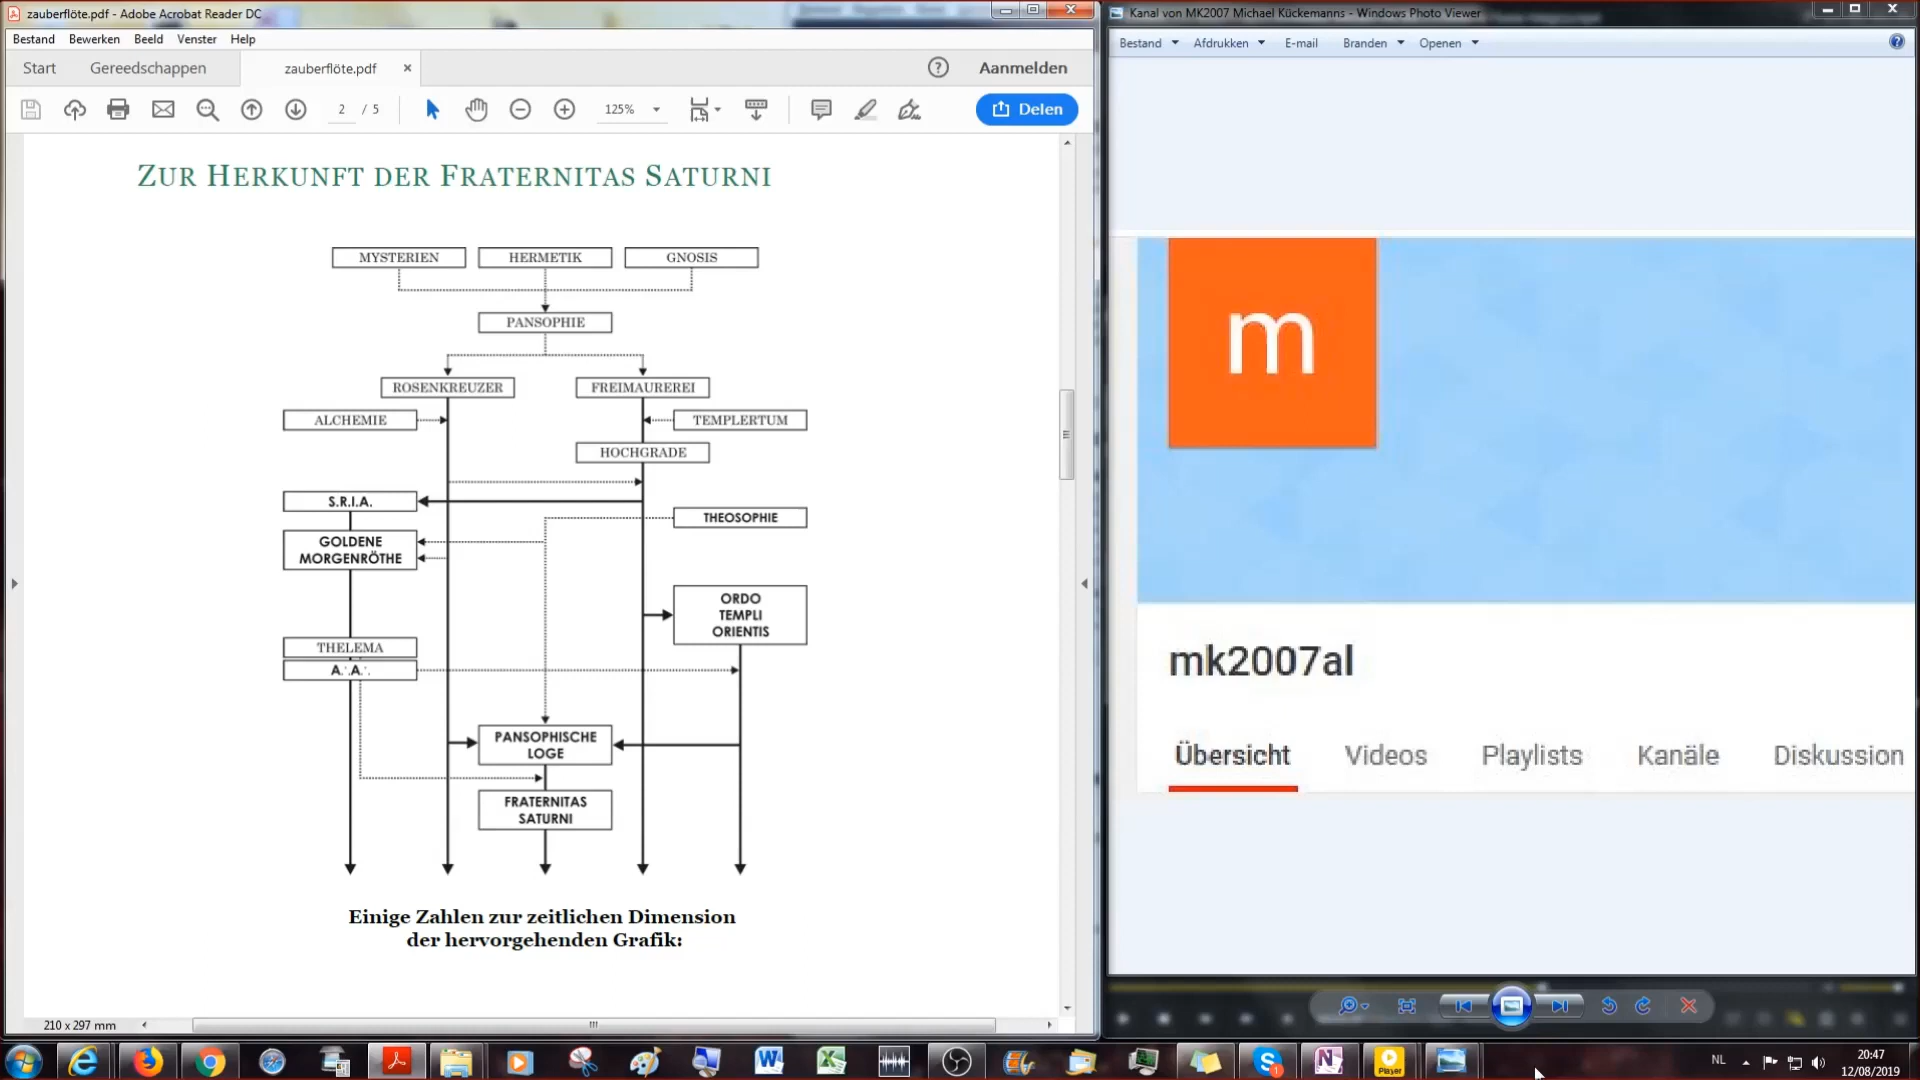 zauberflöte.pdf - Adobe Acrobat Reader DC
Bestand Bewerken Beeld Venster Help
Start Gereedschappen zauberflöte.pdf × ? Aanmelden
2 / 5 125% Delen
ZUR HERKUNFT DER FRATERNITAS SATURNI
MYSTERIEN HERMETIK GNOSIS
PANSOPHIE
ROSENKREUZER FREIMAUREREI
ALCHEMIE TEMPLERTUM
HOCHGRADE
S.R.I.A.
THEOSOPHIE
GOLDENE
MORGENRÖTHE
ORDO
TEMPLI
ORIENTIS
THELEMA
A∴A∴
PANSOPHISCHE
LOGE
FRATERNITAS
SATURNI
Einige Zahlen zur zeitlichen Dimension
der hervorgehenden Grafik:
210 x 297 mm
Kanal von MK2007 Michael Kückemanns - Windows Photo Viewer
Bestand Afdrukken E-mail Branden Openen
m
mk2007al
Übersicht Videos Playlists Kanäle Diskussion
Player
NL
20:47
12/08/2019